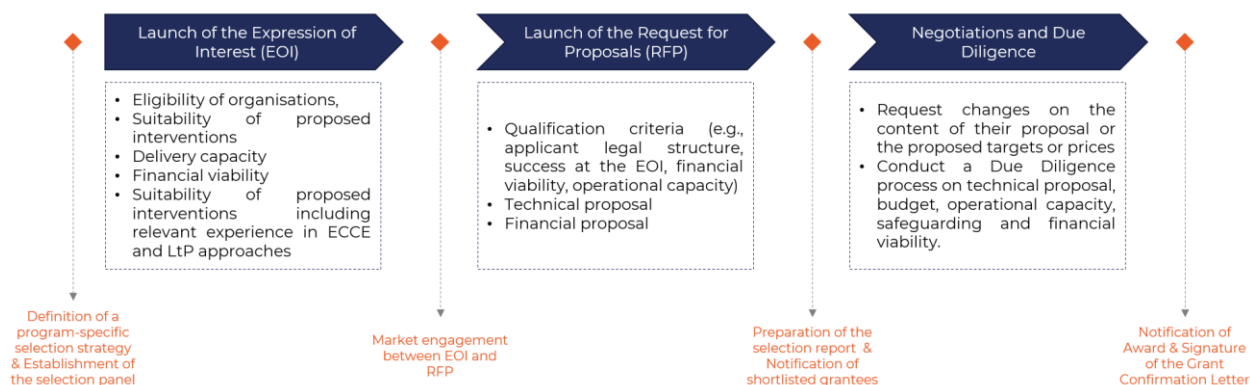 Launch of the Expression of
Interest (EOI)
• Eligibility of organisations,
• Suitability of proposed
interventions
• Delivery capacity
• Financial viability
• Suitability of proposed
interventions including
relevant experience in ECCE
and LtP approaches
Launch of the Request for
Proposals (RFP)
• Qualification criteria (e.g.,
applicant legal structure,
success at the EOI, financial
viability, operational capacity)
• Technical proposal
• Financial proposal
Negotiations and Due
Diligence
• Request changes on the
content of their proposal or
the proposed targets or prices
• Conduct a Due Diligence
process on technical proposal,
budget, operational capacity,
safeguarding and financial
viability.
Definition of a
program-specific
selection strategy
& Establishment of
the selection panel
Market engagement
between EOI and
RFP
Preparation of the
selection report &
Notification of
shortlisted grantees
Notification of
Award & Signature
of the Grant
Confirmation Letter